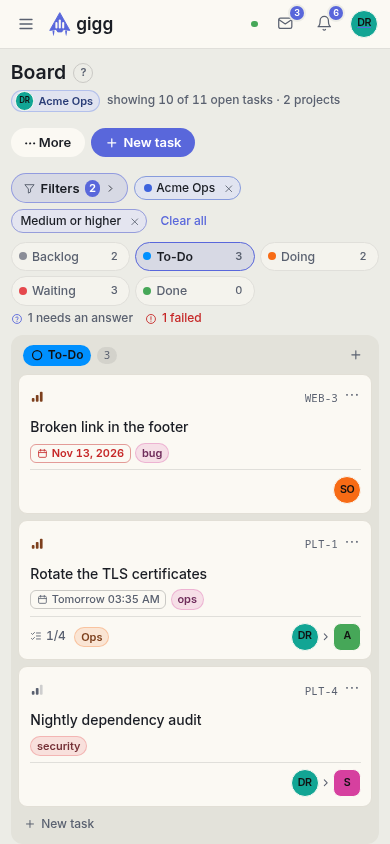 gigg
3
6
DR
Board ?
DR Acme Ops showing 10 of 11 open tasks · 2 projects
··· More
+ New task
Filters 2
Acme Ops
Medium or higher
Clear all
Backlog 2
To-Do 3
Doing 2
Waiting 3
Done 0
1 needs an answer
1 failed
To-Do 3
WEB-3 ···
Broken link in the footer
Nov 13, 2026 bug
SO
PLT-1 ···
Rotate the TLS certificates
Tomorrow 03:35 AM ops
1/4 Ops DR > A
PLT-4 ···
Nightly dependency audit
security
DR > S
+ New task